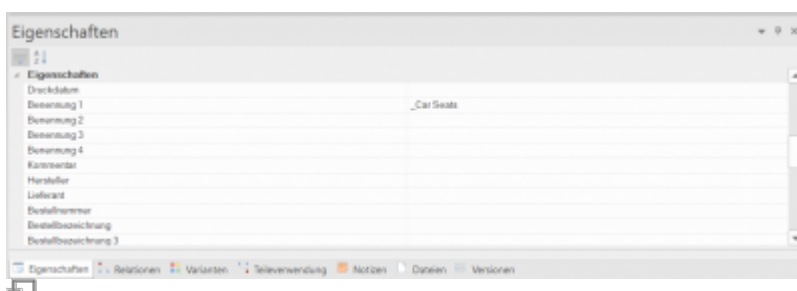 Eigenschaften
Eigenschaften
Druckdatum
Benennung 1 _Car Seats
Benennung 2
Benennung 3
Benennung 4
Kommentar
Hersteller
Lieferant
Bestellnummer
Bestellbezeichnung
Bestellbezeichnung 3
Eigenschaften Relationen Varianten Teileverwendung Notizen Dateien Versionen